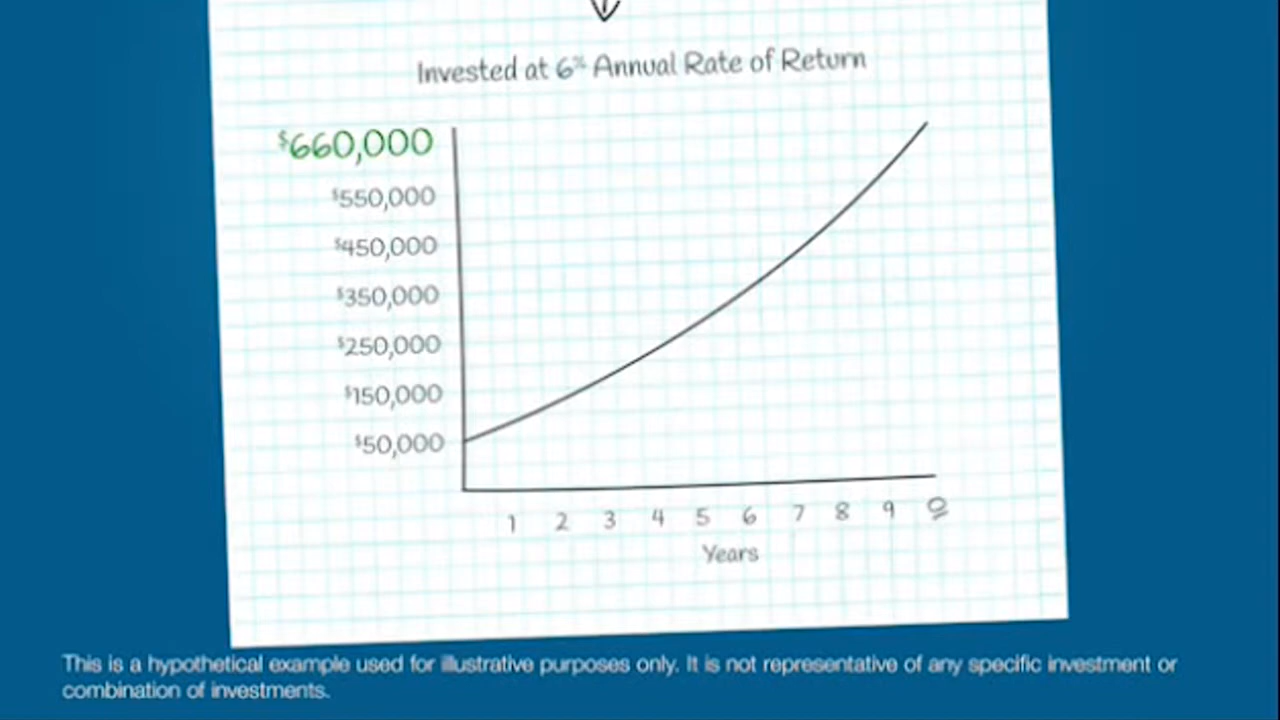 Invested at 6% Annual Rate of Return
$660,000
$550,000
$450,000
$350,000
$250,000
$150,000
$50,000
1 2 3 4 5 6 7 8 9
Years
This is a hypothetical example used for illustrative purposes only. It is not representative of any specific investment or
combination of investments.